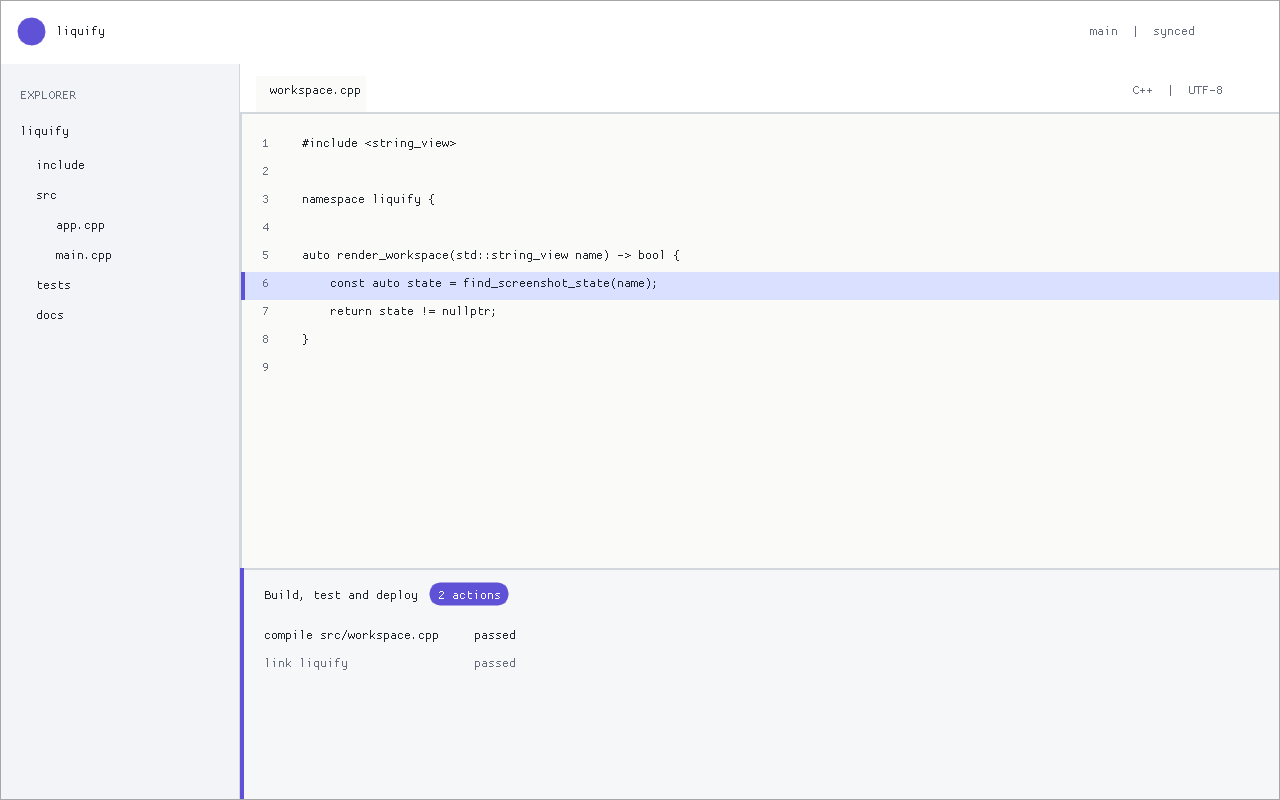 liquify
main | synced
EXPLORER
liquify
include
src
app.cpp
main.cpp
tests
docs
workspace.cpp
C++ | UTF-8
1 #include <string_view>
2
3 namespace liquify {
4
5 auto render_workspace(std::string_view name) -> bool {
6     const auto state = find_screenshot_state(name);
7     return state != nullptr;
8 }
9
Build, test and deploy 2 actions
compile src/workspace.cpp passed
link liquify passed